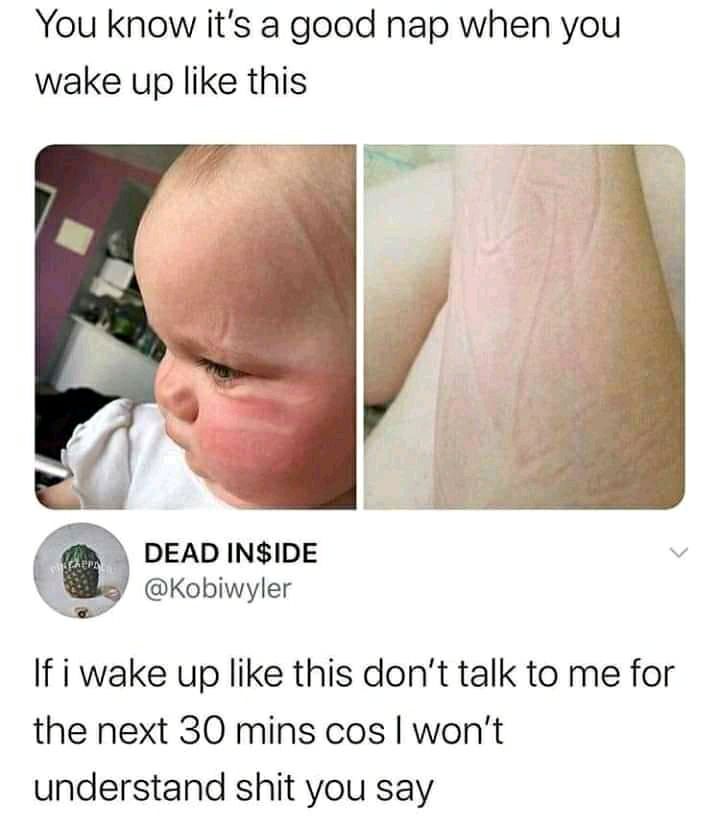 You know it's a good nap when you
wake up like this
DEAD IN$IDE
@Kobiwyler
If i wake up like this don't talk to me for
the next 30 mins cos I won't
understand shit you say